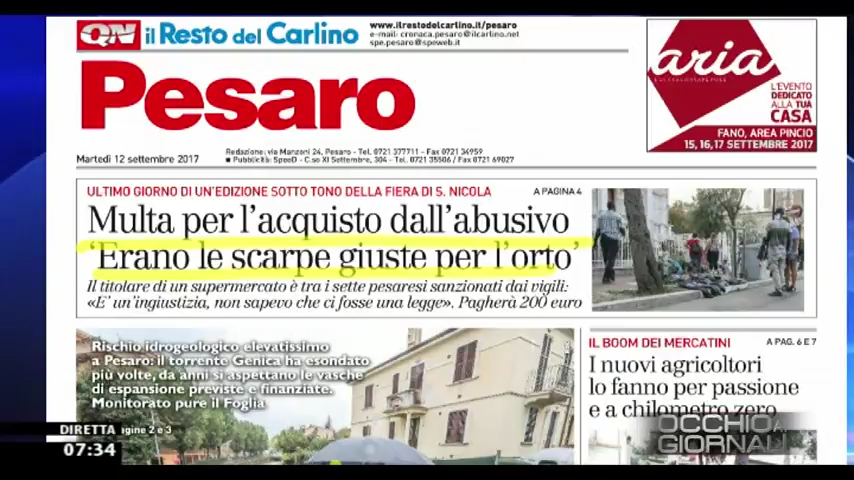 QN il Resto del Carlino
www.ilrestodelcarlino.it/pesaro
e-mail: cronaca.pesaro@ilcarlino.net
spe.pesaro@speweb.it
Pesaro
Martedì 12 settembre 2017
Redazione: via Manzoni 24, Pesaro - Tel. 0721 377711 - Fax 0721 34959
Pubblicità: SpeeD - C.so XI Settembre, 304 - Tel. 0721 35506 / Fax 0721 69027
aria
L'EVENTO
DEDICATO
ALLA TUA
CASA
FANO, AREA PINCIO
15, 16, 17 SETTEMBRE 2017
ULTIMO GIORNO DI UN'EDIZIONE SOTTO TONO DELLA FIERA DI S. NICOLA
A PAGINA 4
Multa per l'acquisto dall'abusivo
'Erano le scarpe giuste per l'orto'
Il titolare di un supermercato è tra i sette pesaresi sanzionati dai vigili:
«E' un'ingiustizia, non sapevo che ci fosse una legge». Pagherà 200 euro
Rischio idrogeologico elevatissimo
a Pesaro: il torrente Genica ha esondato
più volte, da anni si aspettano le vasche
di espansione previste e finanziate.
Monitorato pure il Foglia
agine 2 e 3
IL BOOM DEI MERCATINI
A PAG. 6 E 7
I nuovi agricoltori
lo fanno per passione
e a chilometro zero
DIRETTA
07:34
OCCHIO AI
GIORNALI